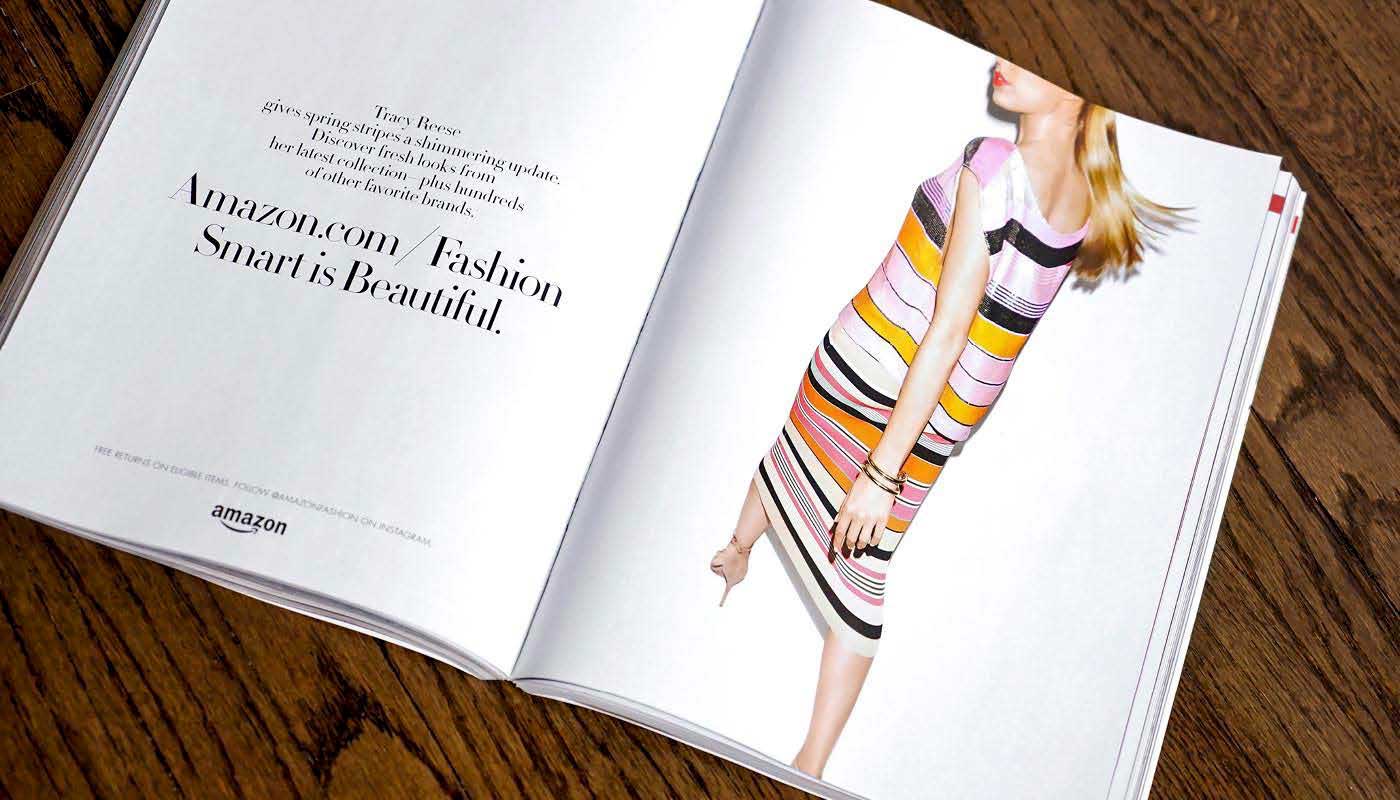 Tracy Reese
gives spring stripes a shimmering update.
Discover fresh looks from
her latest collection—plus hundreds
of other favorite brands.
Amazon.com/Fashion
Smart is Beautiful.
FREE RETURNS ON ELIGIBLE ITEMS. FOLLOW @AMAZONFASHION ON INSTAGRAM.
amazon